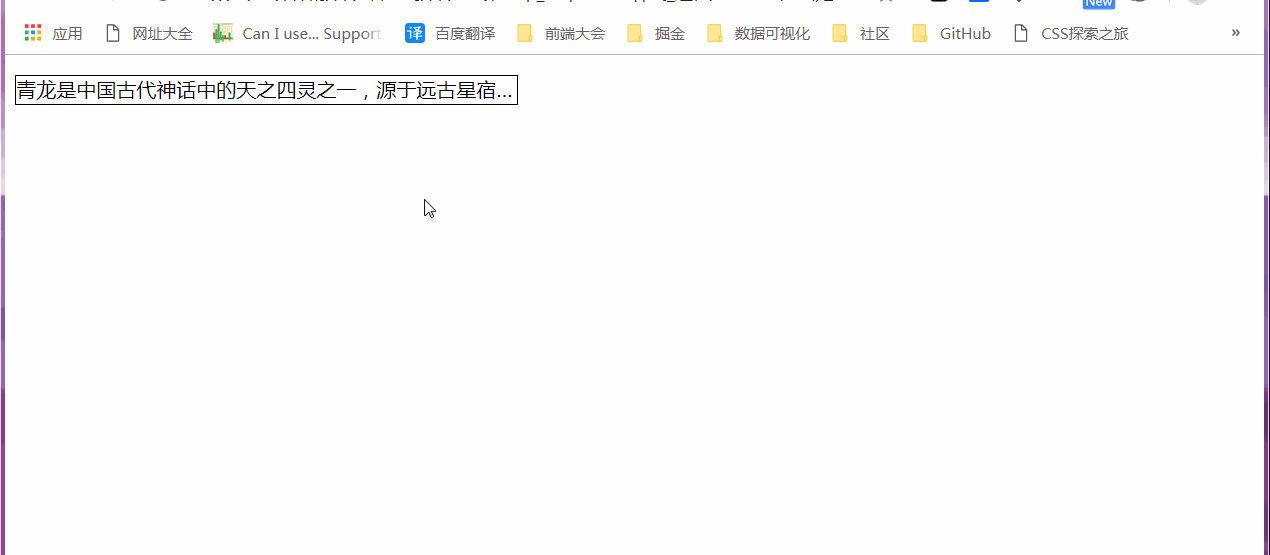 New
应用 网址大全 Can I use... Support 百度翻译 前端大会 掘金 数据可视化 社区 GitHub CSS探索之旅 »
青龙是中国古代神话中的天之四灵之一，源于远古星宿...